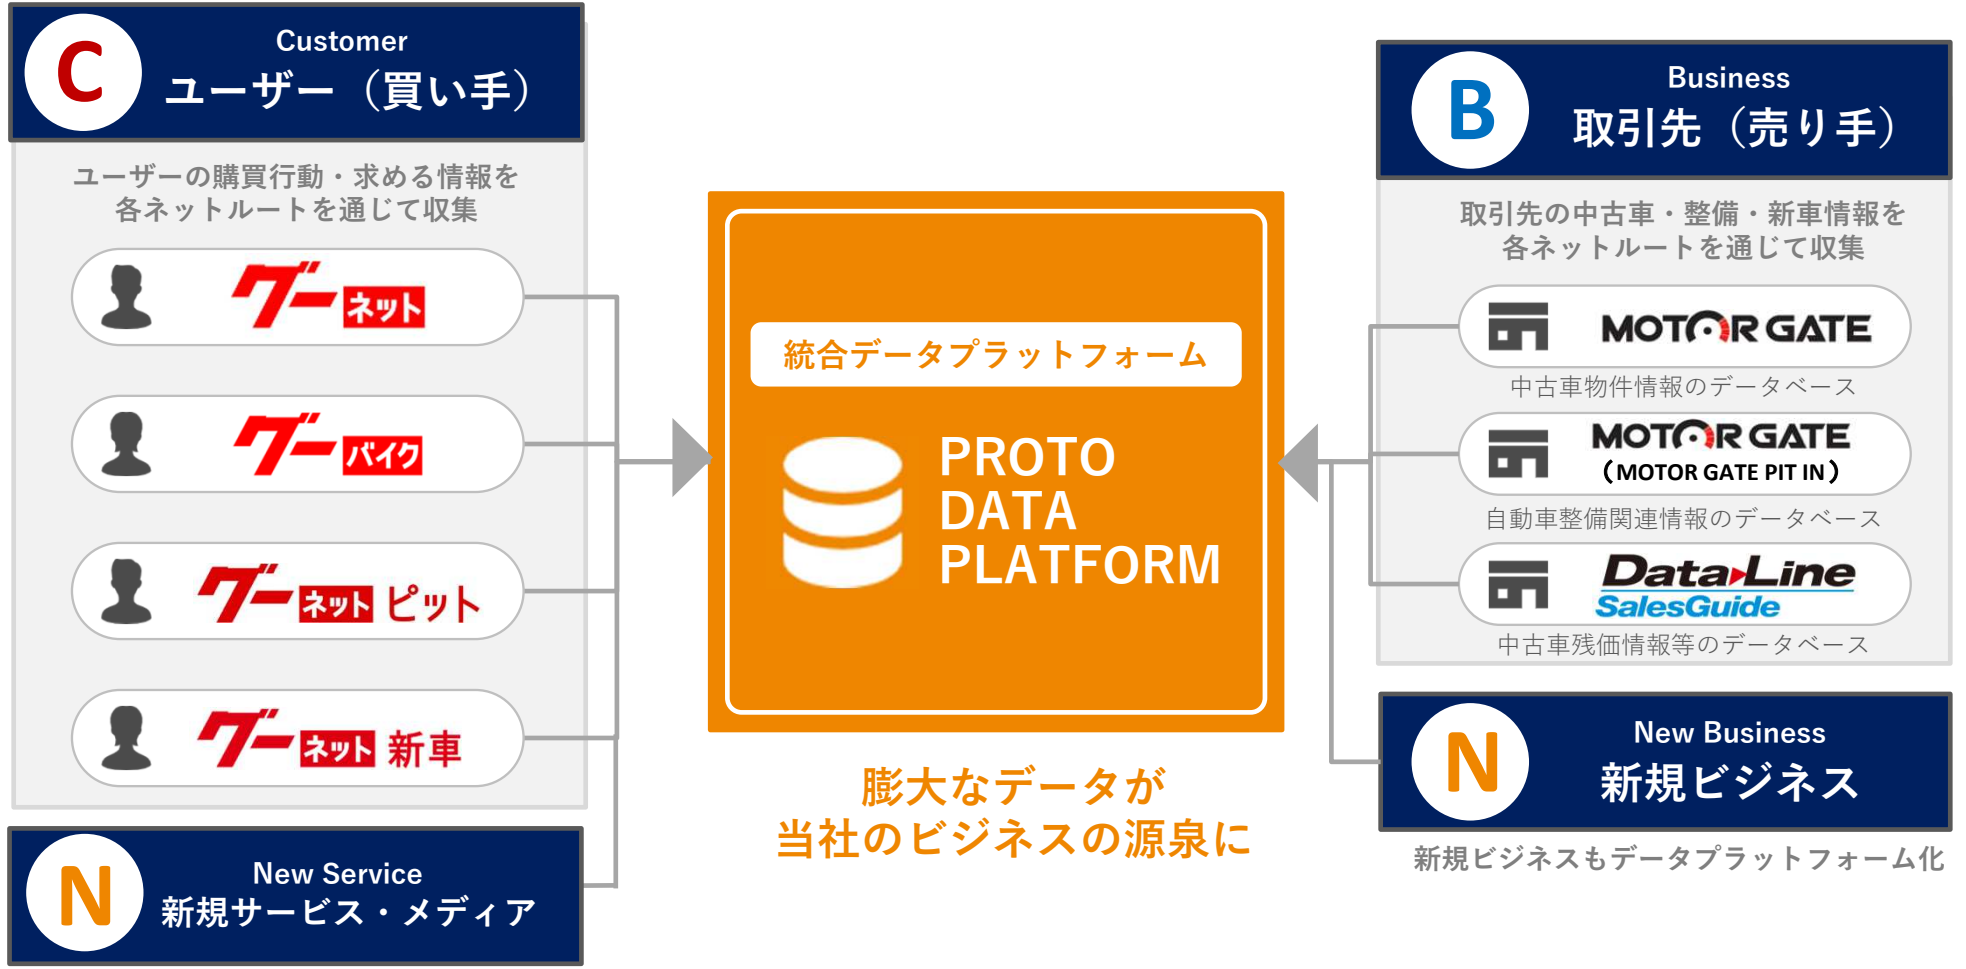 C
Customer
ユーザー（買い手）
ユーザーの購買行動・求める情報を
各ネットルートを通じて収集
グーネット
グーバイク
グーネット ピット
グーネット 新車
N
New Service
新規サービス・メディア
統合データプラットフォーム
PROTO
DATA
PLATFORM
膨大なデータが
当社のビジネスの源泉に
B
Business
取引先（売り手）
取引先の中古車・整備・新車情報を
各ネットルートを通じて収集
MOTOR GATE
中古車物件情報のデータベース
MOTOR GATE
（MOTOR GATE PIT IN）
自動車整備関連情報のデータベース
DataLine
SalesGuide
中古車残価情報等のデータベース
N
New Business
新規ビジネス
新規ビジネスもデータプラットフォーム化